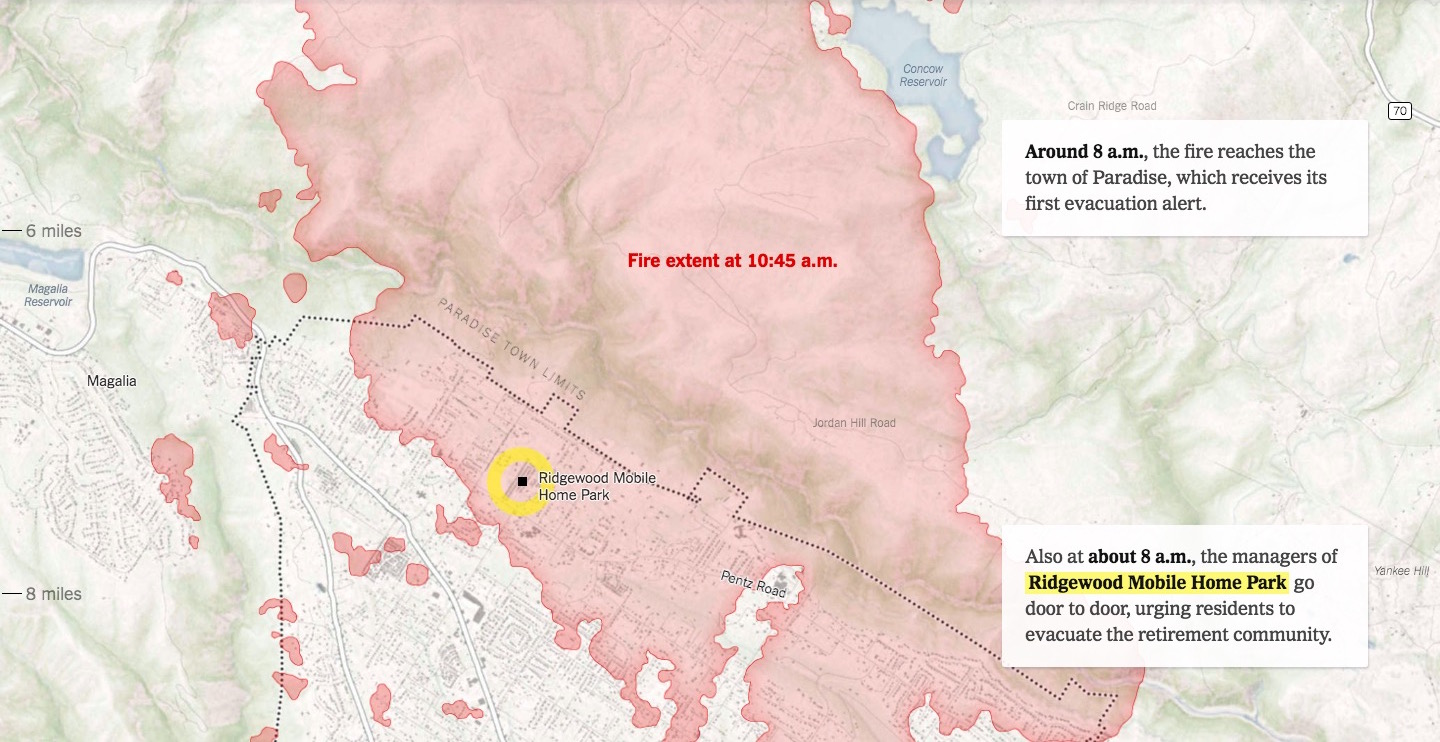 Concow
Reservoir
Crain Ridge Road
70
Around 8 a.m., the fire reaches the
town of Paradise, which receives its
first evacuation alert.
6 miles
Fire extent at 10:45 a.m.
Magalia
Reservoir
PARADISE TOWN LIMITS
Magalia
Jordan Hill Road
Ridgewood Mobile
Home Park
Pentz Road
Also at about 8 a.m., the managers of
Ridgewood Mobile Home Park go
door to door, urging residents to
evacuate the retirement community.
Yankee Hill
8 miles